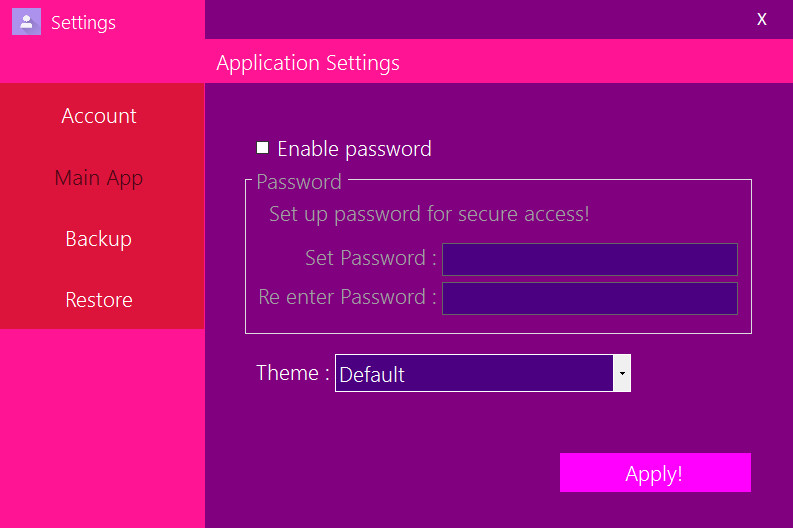 Settings
X
Application Settings
Account
Main App
Backup
Restore
Enable password
Password
Set up password for secure access!
Set Password :
Re enter Password :
Theme : Default
Apply!